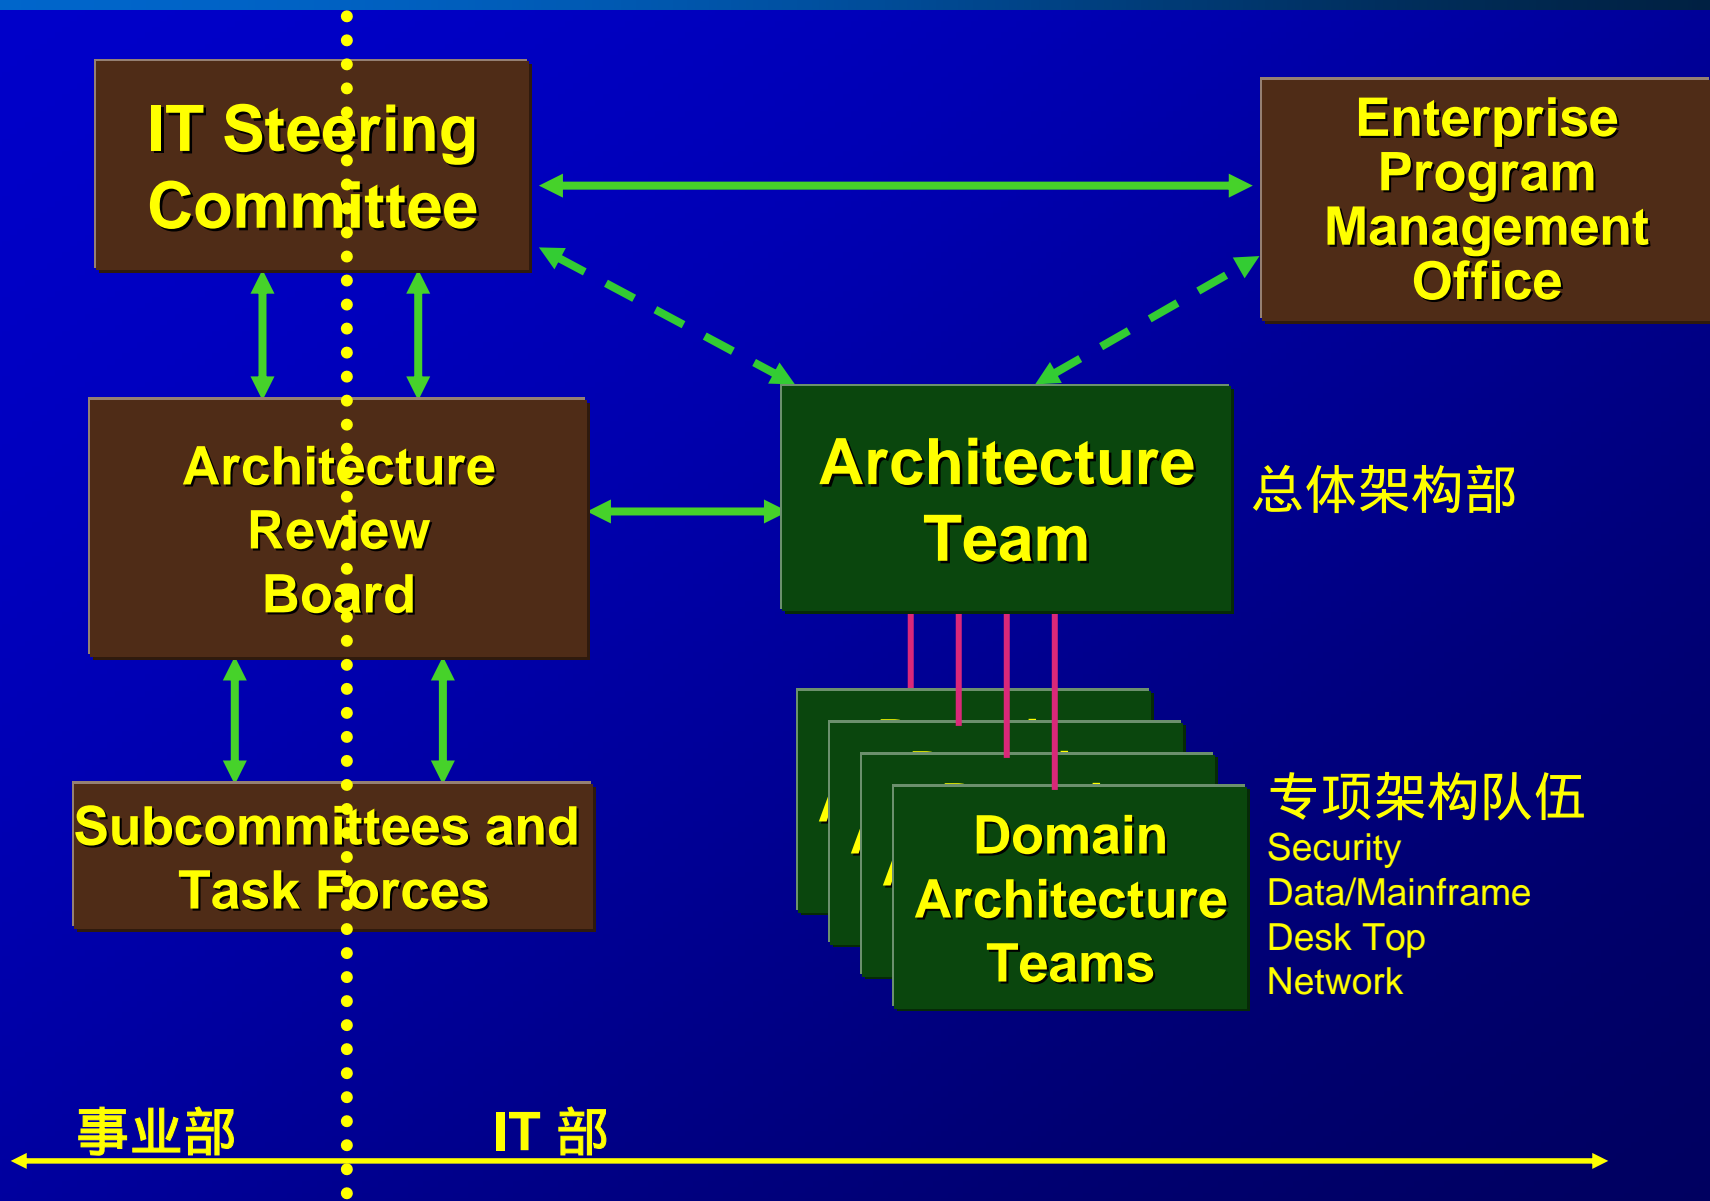 IT Steering
Committee
Enterprise
Program
Management
Office
Architecture
Review
Board
Architecture
Team
总体架构部
Subcommittees and
Task Forces
Domain
Architecture
Teams
专项架构队伍
Security
Data/Mainframe
Desk Top
Network
事业部
IT 部